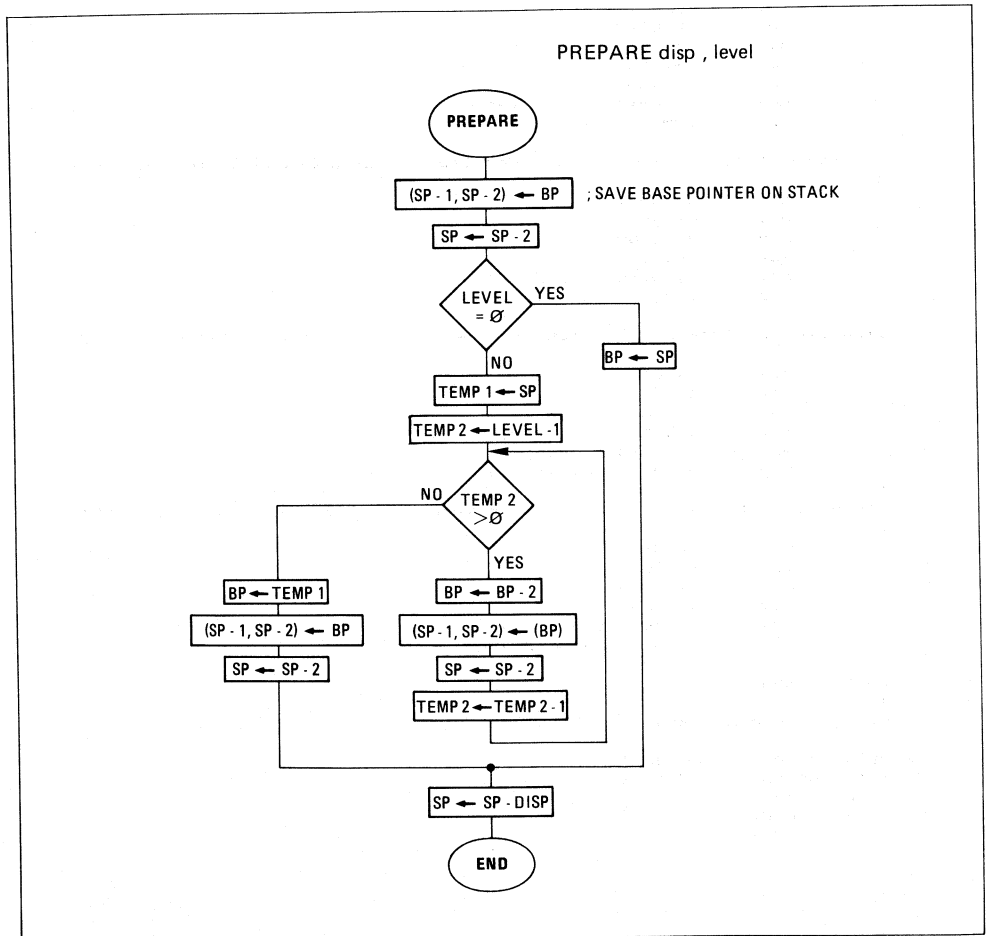 PREPARE disp , level
PREPARE
(SP - 1, SP - 2) ← BP ; SAVE BASE POINTER ON STACK
SP ← SP - 2
LEVEL
= Ø
YES
BP ← SP
NO
TEMP 1 ← SP
TEMP 2 ← LEVEL - 1
TEMP 2
> Ø
NO
YES
BP ← TEMP 1
(SP - 1, SP - 2) ← BP
SP ← SP - 2
BP ← BP - 2
(SP - 1, SP - 2) ← (BP)
SP ← SP - 2
TEMP 2 ← TEMP 2 - 1
SP ← SP - DISP
END